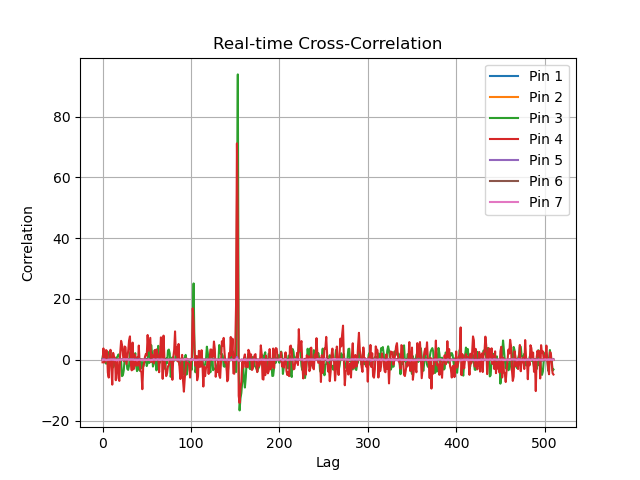 Real-time Cross-Correlation
Pin 1
Pin 2
Pin 3
Pin 4
Pin 5
Pin 6
Pin 7
Correlation
80
60
40
20
0
−20
0 100 200 300 400 500
Lag